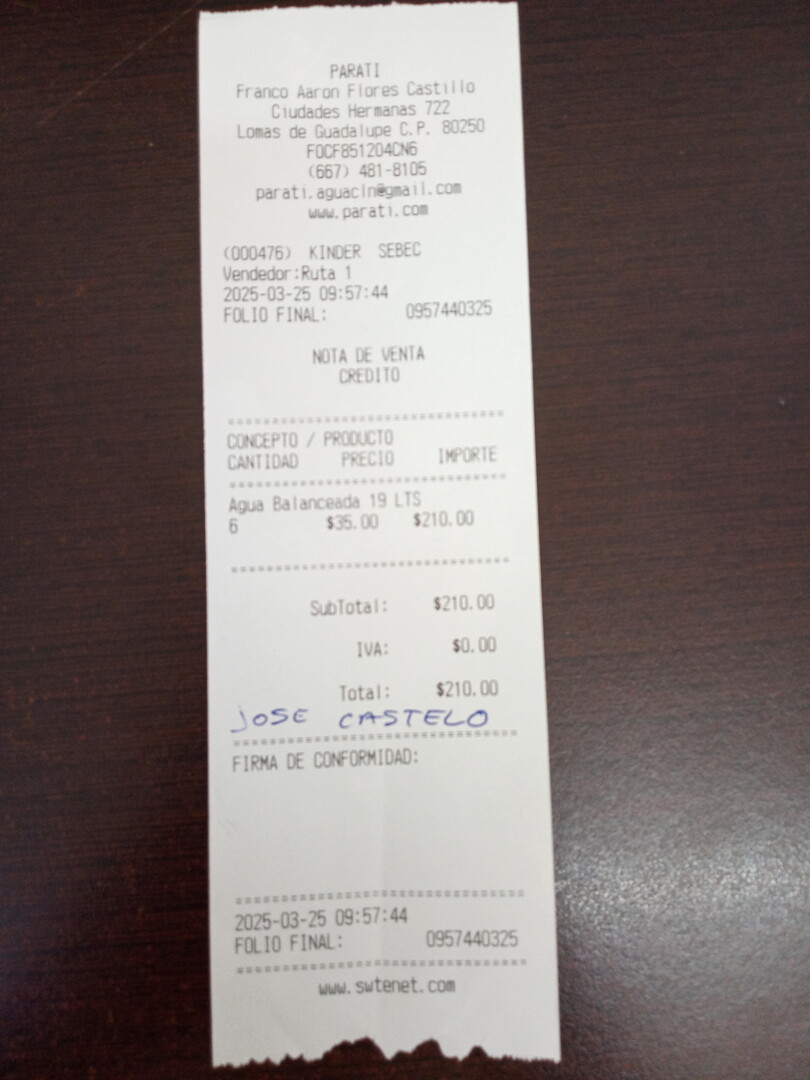 PARATI
Franco Aaron Flores Castillo
Ciudades Hermanas 722
Lomas de Guadalupe C.P. 80250
FOCF851204CN6
(667) 481-8105
parati.aguacln@gmail.com
www.parati.com
(000476) KINDER SEBEC
Vendedor:Ruta 1
2025-03-25 09:57:44
FOLIO FINAL: 0957440325
NOTA DE VENTA
CREDITO
CONCEPTO / PRODUCTO
CANTIDAD PRECIO IMPORTE
Agua Balanceada 19 LTS
6 $35.00 $210.00
SubTotal: $210.00
IVA: $0.00
Total: $210.00
JOSE CASTELO
FIRMA DE CONFORMIDAD:
2025-03-25 09:57:44
FOLIO FINAL: 0957440325
www.swtenet.com